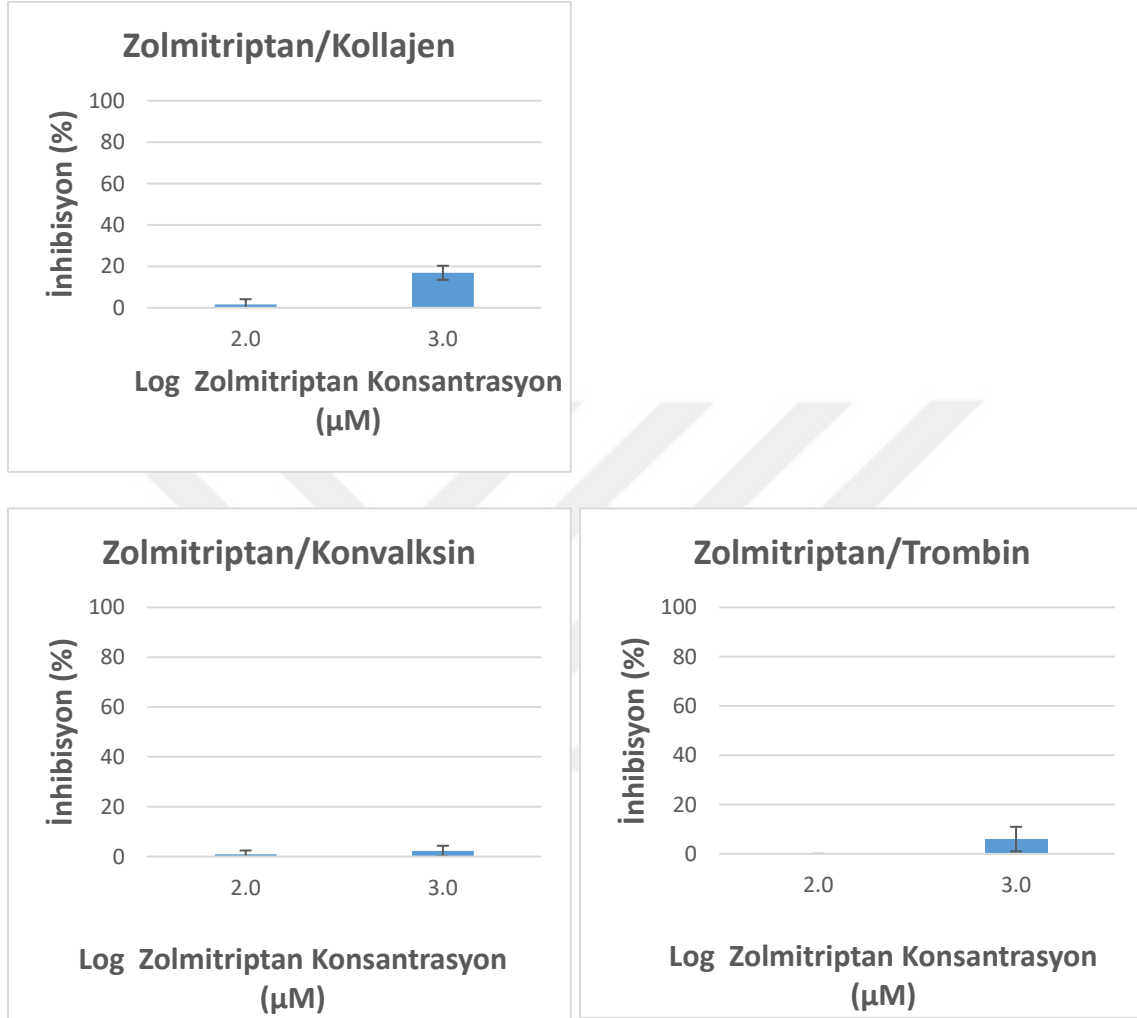 Zolmitriptan/Kollajen
100
80
60
40
20
0
İnhibisyon (%)
2.0 3.0
Log Zolmitriptan Konsantrasyon
(µM)
Zolmitriptan/Konvalksin
100
80
60
40
20
0
İnhibisyon (%)
2.0 3.0
Log Zolmitriptan Konsantrasyon
(µM)
Zolmitriptan/Trombin
100
80
60
40
20
0
İnhibisyon (%)
2.0 3.0
Log Zolmitriptan Konsantrasyon
(µM)